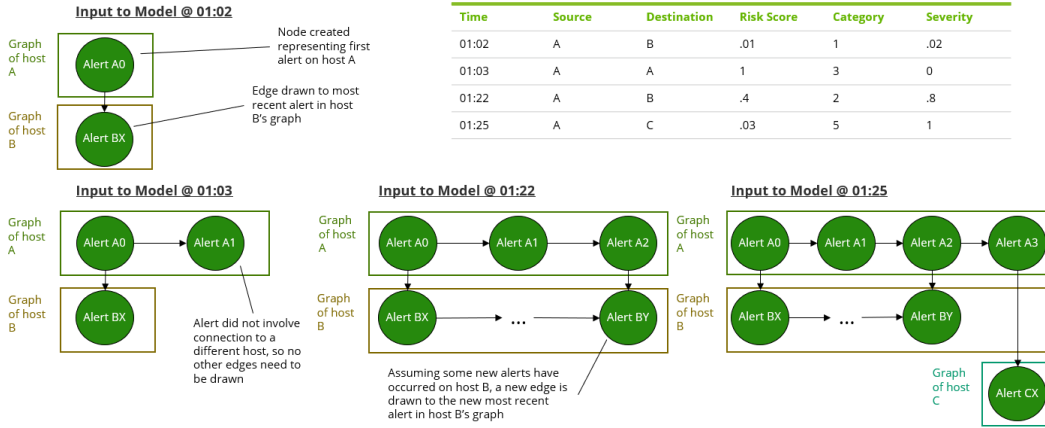 Input to Model @ 01:02
Graph
of host
A
Alert A0
Node created
representing first
alert on host A
Graph
of host
B
Alert BX
Edge drawn to most
recent alert in host
B's graph
Time Source Destination Risk Score Category Severity
01:02 A B .01 1 .02
01:03 A A 1 3 0
01:22 A B .4 2 .8
01:25 A C .03 5 1
Input to Model @ 01:03
Graph
of host
A
Alert A0 Alert A1
Graph
of host
B
Alert BX
Alert did not involve
connection to a
different host, so no
other edges need to
be drawn
Input to Model @ 01:22
Graph
of host
A
Alert A0 Alert A1 Alert A2
Graph
of host
B
Alert BX ... Alert BY
Assuming some new alerts have
occurred on host B, a new edge is
drawn to the new most recent
alert in host B's graph
Input to Model @ 01:25
Graph
of host
A
Alert A0 Alert A1 Alert A2 Alert A3
Graph
of host
B
Alert BX ... Alert BY
Graph
of host
C
Alert CX